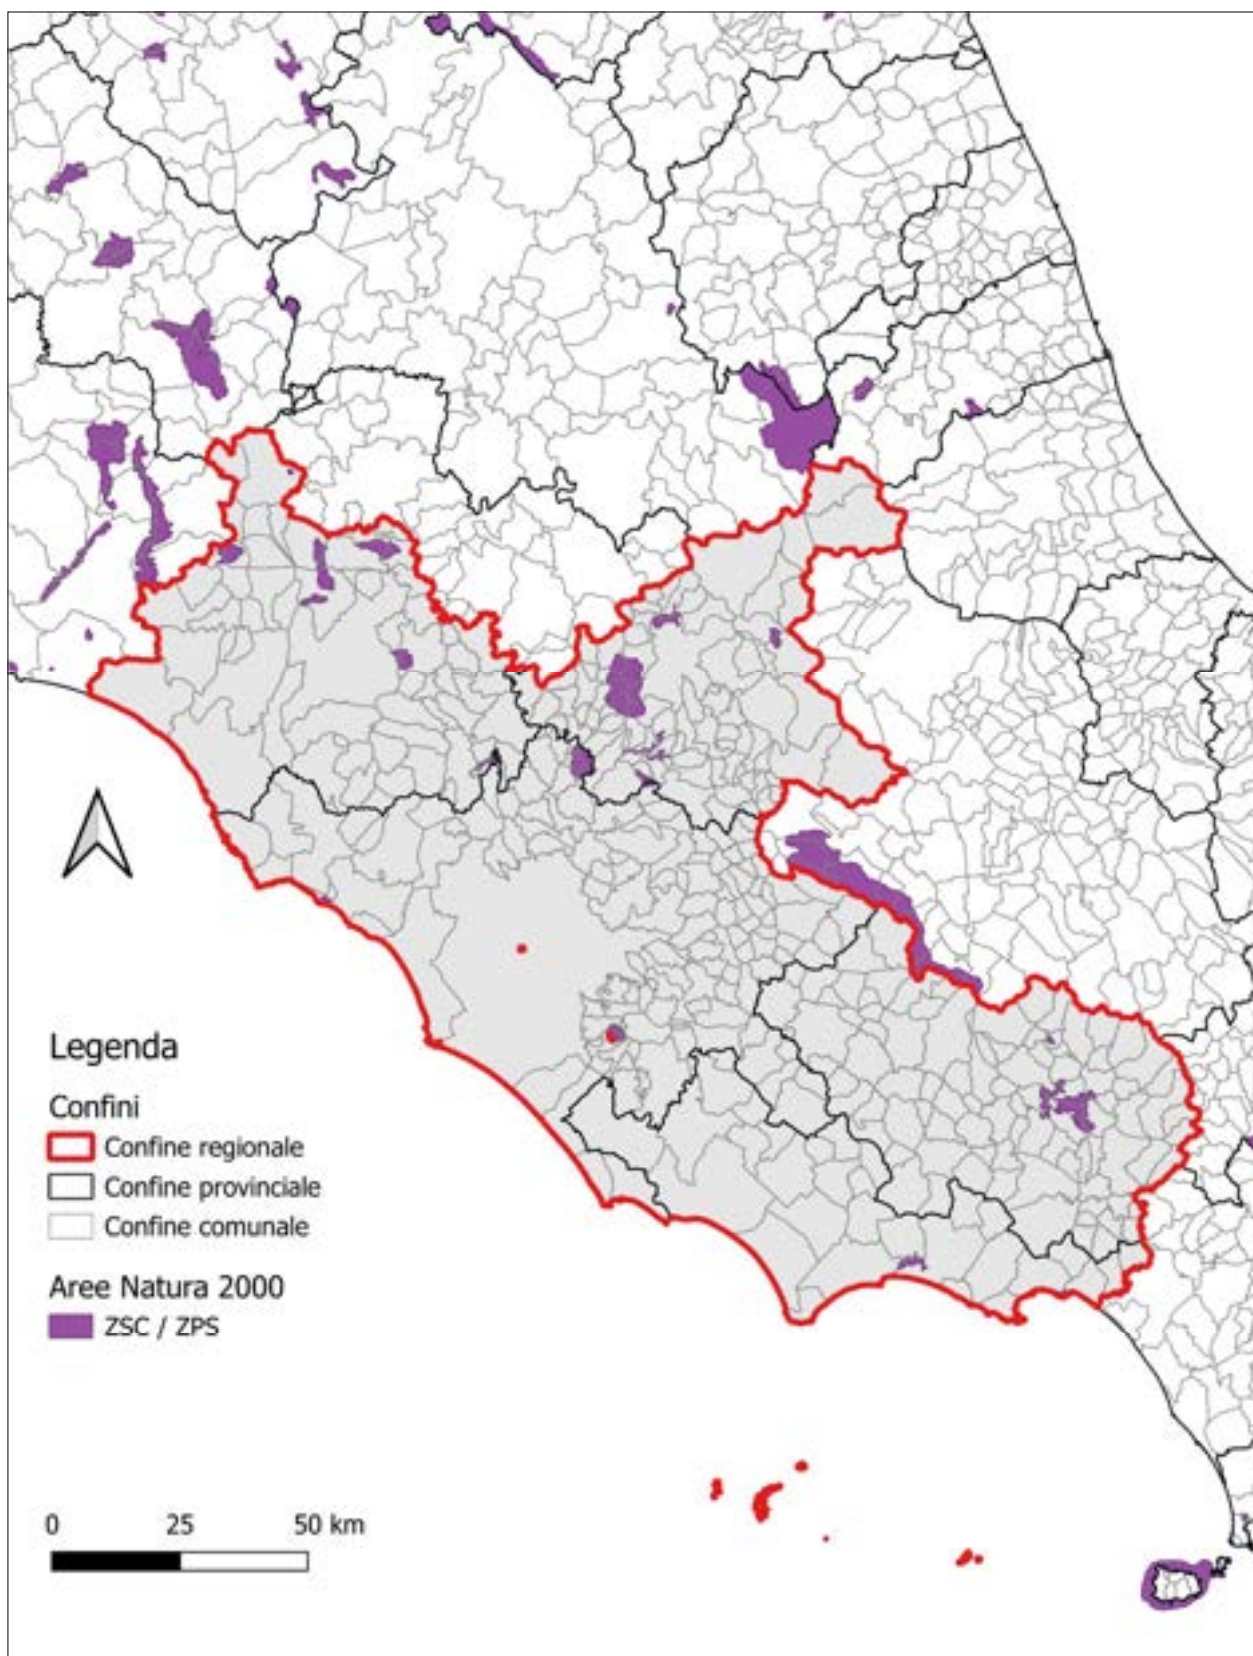 Legenda
Confini
Confine regionale
Confine provinciale
Confine comunale
Aree Natura 2000
ZSC / ZPS
0 25 50 km